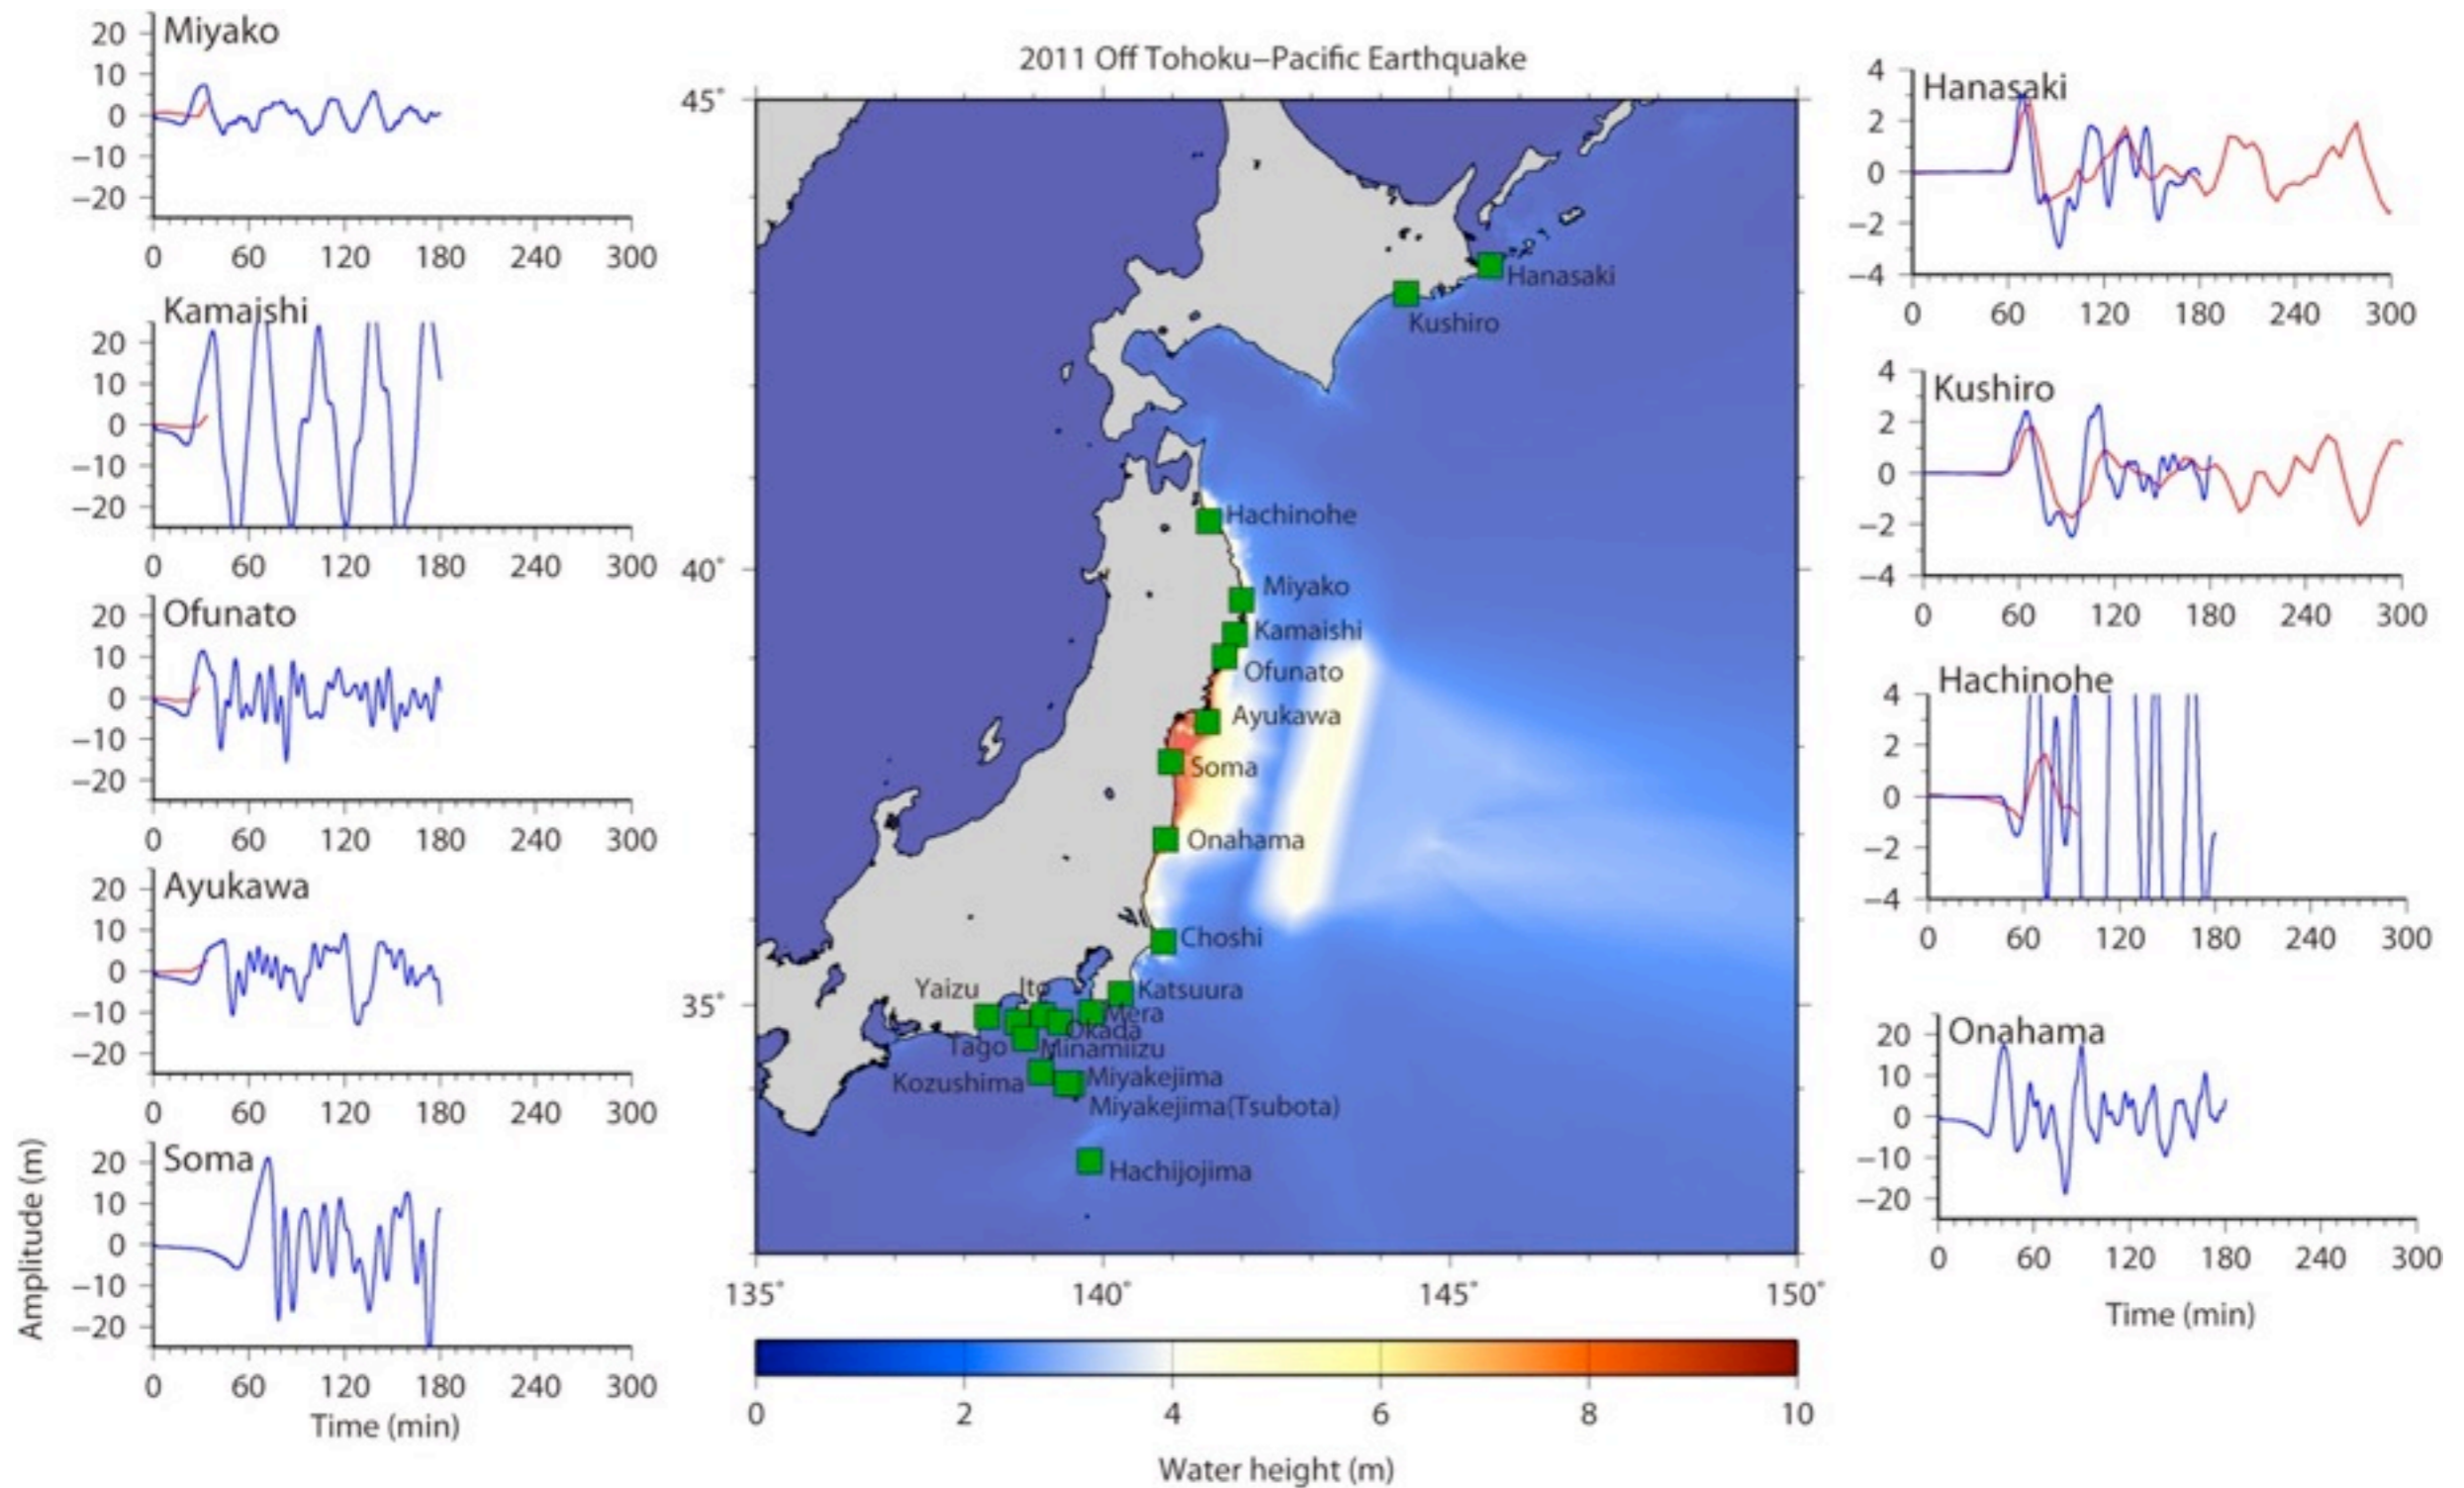 2011 Off Tohoku–Pacific Earthquake
Miyako
20
10
0
−10
−20
0 60 120 180 240 300
Kamaishi
20
10
0
−10
−20
0 60 120 180 240 300
Ofunato
20
10
0
−10
−20
0 60 120 180 240 300
Ayukawa
20
10
0
−10
−20
0 60 120 180 240 300
Soma
20
10
0
−10
−20
0 60 120 180 240 300
Amplitude (m)
Time (min)
45˚
40˚
35˚
Hanasaki
Kushiro
Hachinohe
Miyako
Kamaishi
Ofunato
Ayukawa
Soma
Onahama
Choshi
Yaizu
Ito
Katsuura
Mera
Okada
Tago
Minamiizu
Kozushima
Miyakejima
Miyakejima(Tsubota)
Hachijojima
135˚ 140˚ 145˚ 150˚
0 2 4 6 8 10
Water height (m)
Hanasaki
4
2
0
−2
−4
0 60 120 180 240 300
Kushiro
4
2
0
−2
−4
0 60 120 180 240 300
Hachinohe
4
2
0
−2
−4
0 60 120 180 240 300
Onahama
20
10
0
−10
−20
0 60 120 180 240 300
Time (min)